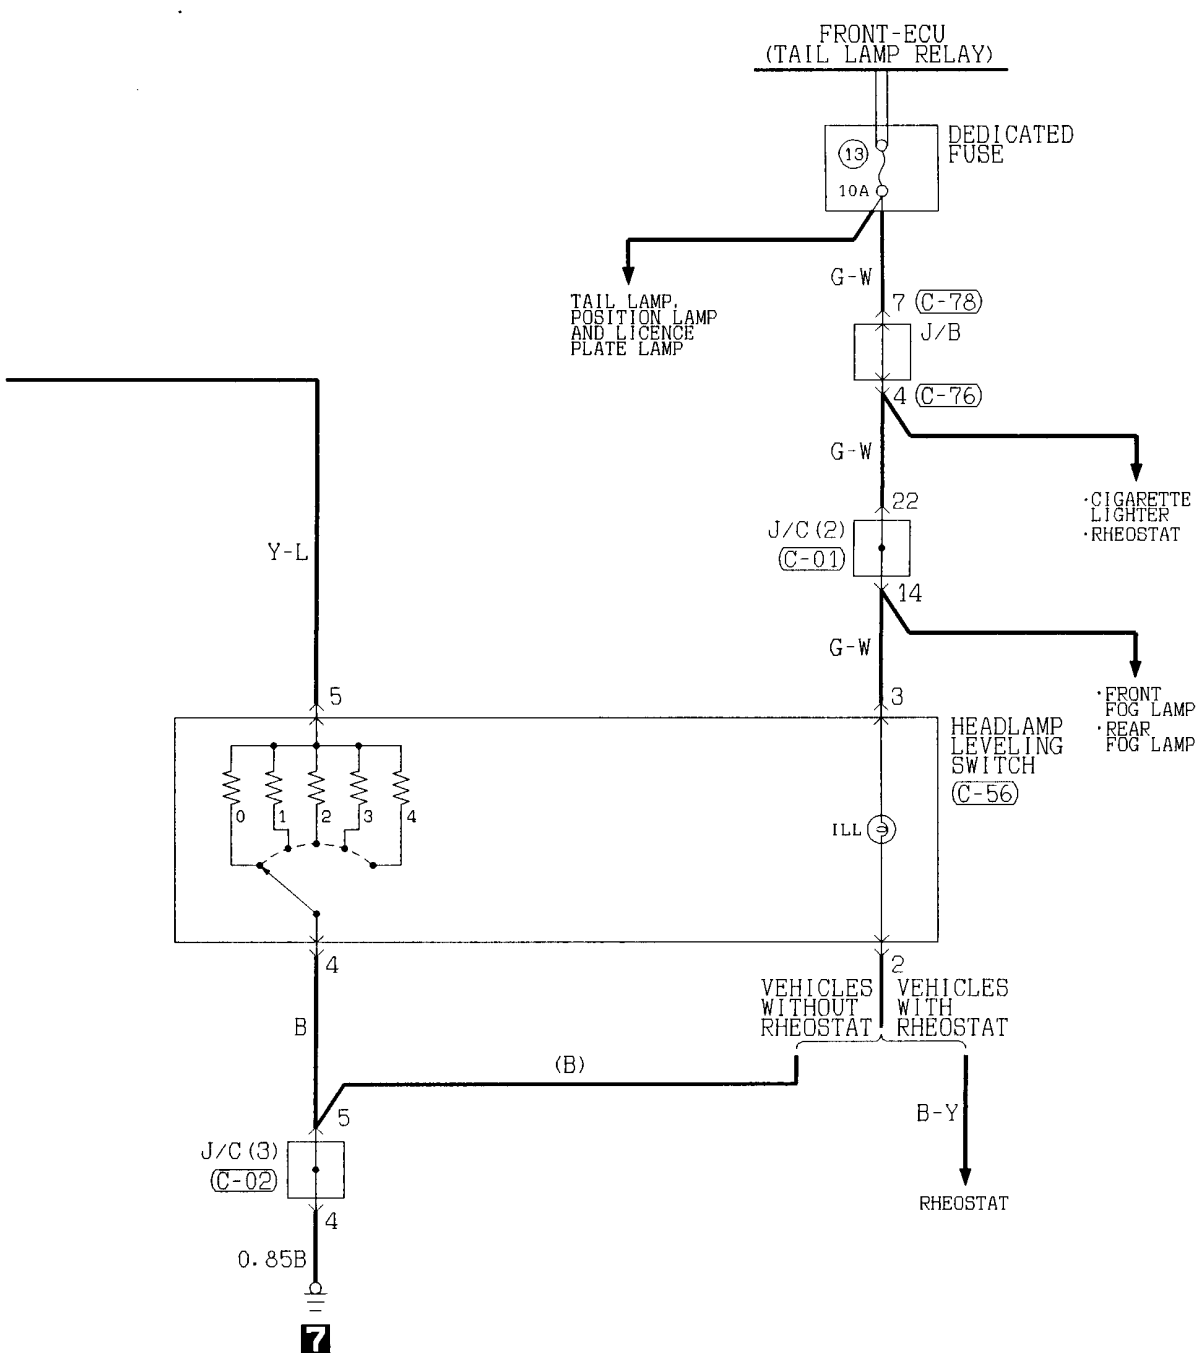 FRONT-ECU
(TAIL LAMP RELAY)
DEDICATED
FUSE
13
10A
G-W
TAIL LAMP,
POSITION LAMP
AND LICENCE
PLATE LAMP
7 C-78
J/B
4 C-76
G-W
·CIGARETTE
LIGHTER
·RHEOSTAT
22
J/C(2)
C-01
Y-L
14
G-W
·FRONT
FOG LAMP
·REAR
FOG LAMP
5
3
HEADLAMP
LEVELING
SWITCH
C-56
0 1 2 3 4
ILL
4
2
VEHICLES
WITHOUT
RHEOSTAT
VEHICLES
WITH
RHEOSTAT
B
(B)
B-Y
5
J/C(3)
C-02
RHEOSTAT
4
0.85B
7